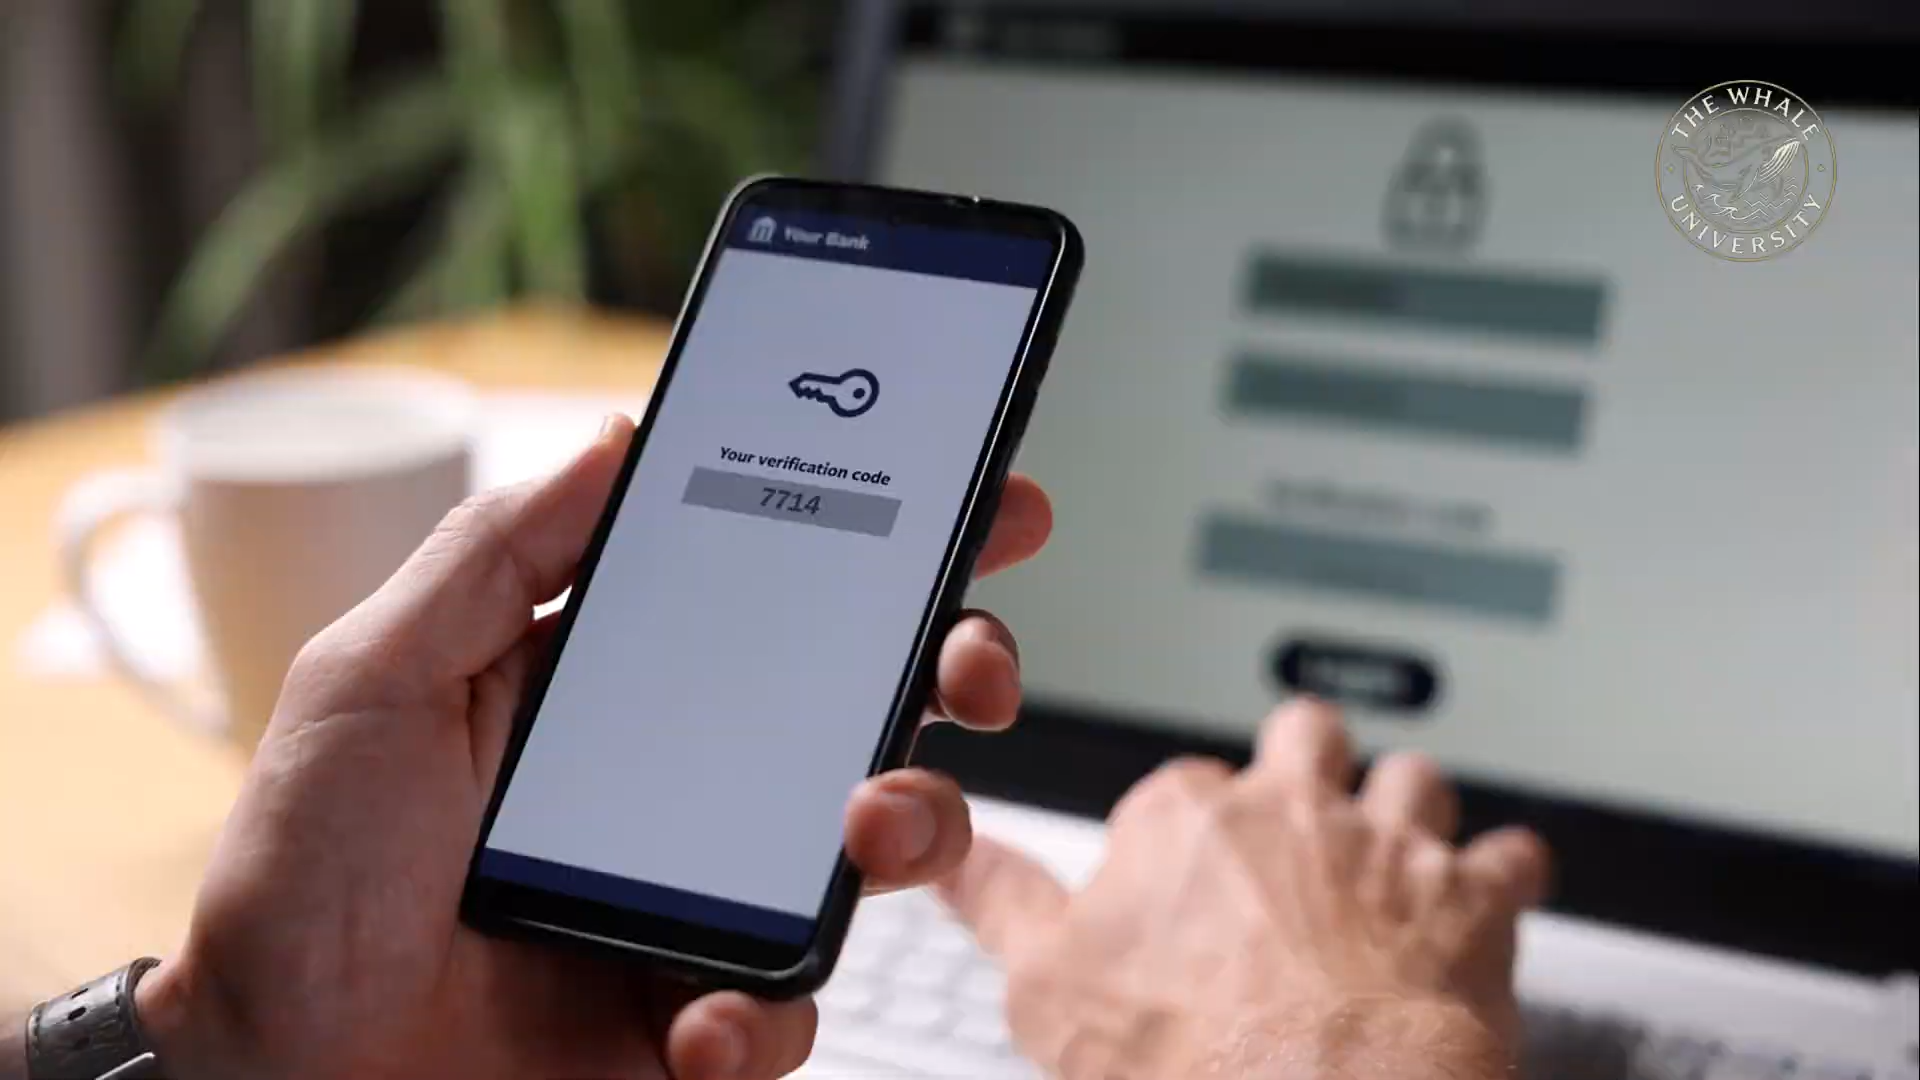 THE WHALE
UNIVERSITY
Your Bank
Your verification code
7714